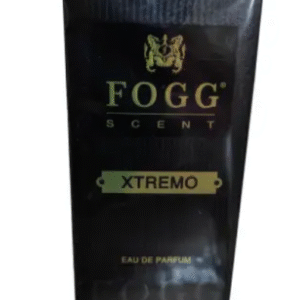 FOGG®
SCENT
XTREMO
EAU DE PARFUM